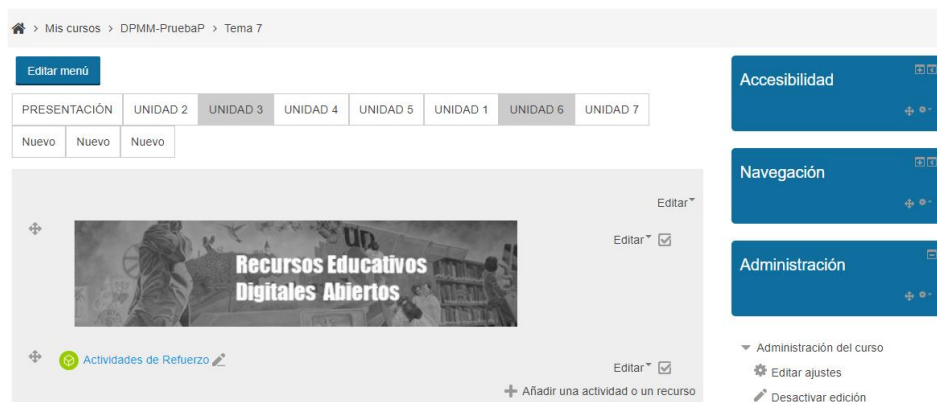 > Mis cursos > DPMM-PruebaP > Tema 7
Editar menú
PRESENTACIÓN UNIDAD 2 UNIDAD 3 UNIDAD 4 UNIDAD 5 UNIDAD 1 UNIDAD 6 UNIDAD 7
Nuevo Nuevo Nuevo
Editar
Editar
Recursos Educativos
Digitales Abiertos
Actividades de Refuerzo
Editar
Añadir una actividad o un recurso
Accesibilidad
Navegación
Administración
Administración del curso
Editar ajustes
Desactivar edición